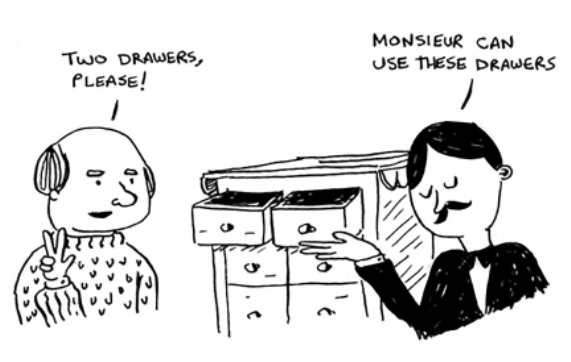 TWO DRAWERS,
PLEASE!
MONSIEUR CAN
USE THESE DRAWERS